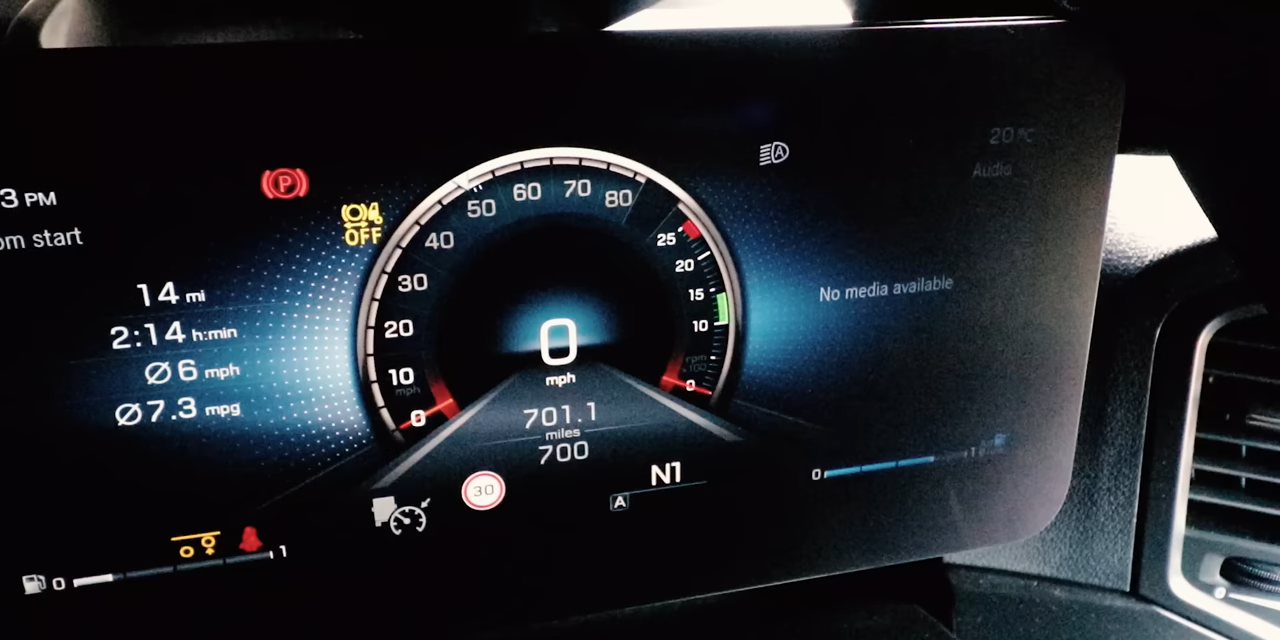 3 PM
om start
14 mi
2:14 h:min
Ø 6 mph
Ø 7.3 mpg
P
OFF
A
20 °C
Audio
No media available
0
10
20
30
40
50
60
70
80
mph
25
20
15
10
0
rpm
x100
0
mph
701.1
miles
700
30
N1
A
0
1
0